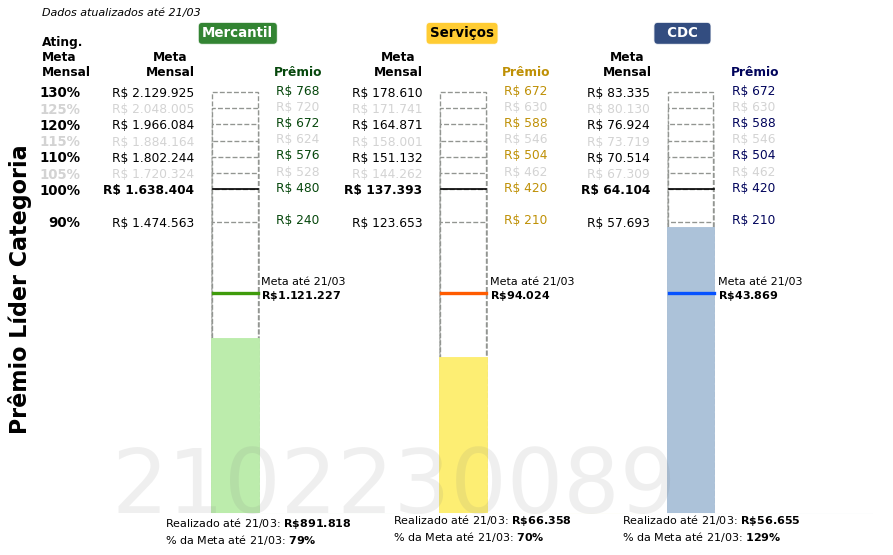 Dados atualizados até 21/03
Mercantil Serviços CDC
Ating. Meta Mensal Meta Mensal Prêmio Meta Mensal Prêmio Meta Mensal Prêmio
130% R$ 2.129.925 R$ 768 R$ 178.610 R$ 672 R$ 83.335 R$ 672
125% R$ 2.048.005 R$ 720 R$ 171.741 R$ 630 R$ 80.130 R$ 630
120% R$ 1.966.084 R$ 672 R$ 164.871 R$ 588 R$ 76.924 R$ 588
115% R$ 1.884.164 R$ 624 R$ 158.001 R$ 546 R$ 73.719 R$ 546
110% R$ 1.802.244 R$ 576 R$ 151.132 R$ 504 R$ 70.514 R$ 504
105% R$ 1.720.324 R$ 528 R$ 144.262 R$ 462 R$ 67.309 R$ 462
100% R$ 1.638.404 R$ 480 R$ 137.393 R$ 420 R$ 64.104 R$ 420
90% R$ 1.474.563 R$ 240 R$ 123.653 R$ 210 R$ 57.693 R$ 210
Meta até 21/03 Meta até 21/03 Meta até 21/03
R$1.121.227 R$94.024 R$43.869
Prêmio Líder Categoria
2102230089
Realizado até 21/03: R$891.818 Realizado até 21/03: R$66.358 Realizado até 21/03: R$56.655
% da Meta até 21/03: 79% % da Meta até 21/03: 70% % da Meta até 21/03: 129%